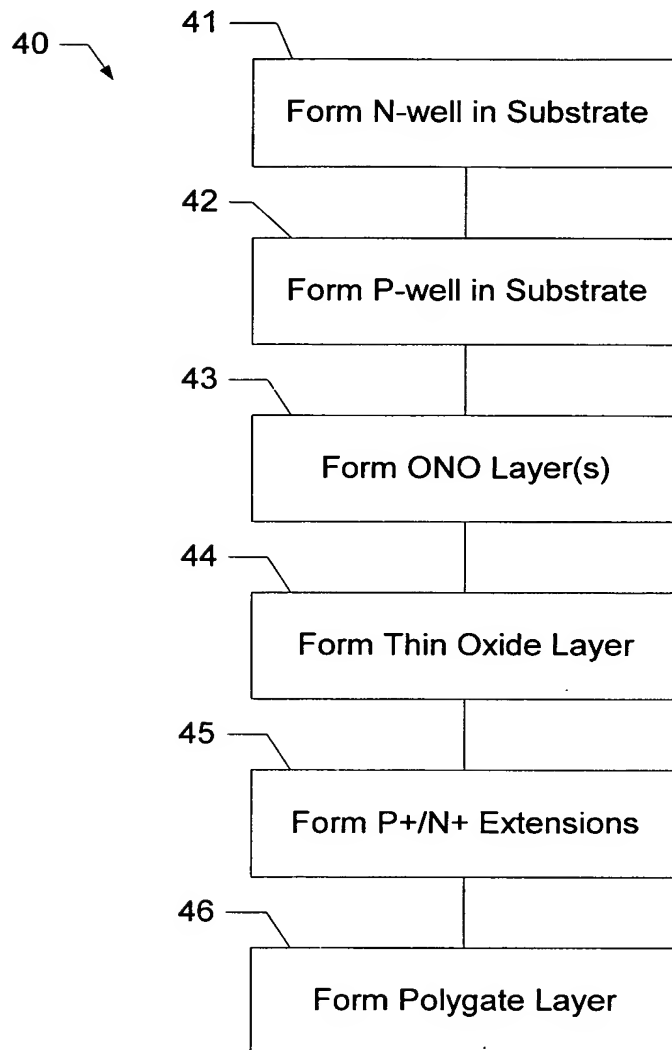 40
41
Form N-well in Substrate
42
Form P-well in Substrate
43
Form ONO Layer(s)
44
Form Thin Oxide Layer
45
Form P+/N+ Extensions
46
Form Polygate Layer